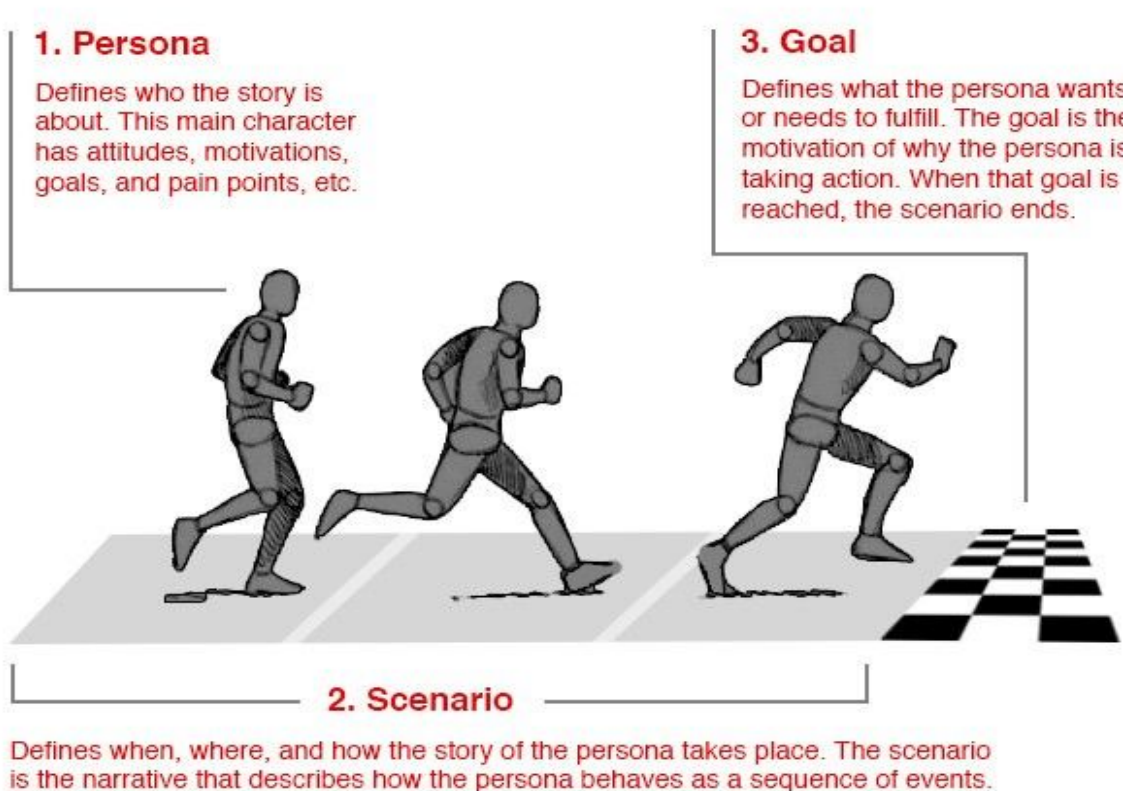 1. Persona
Defines who the story is
about. This main character
has attitudes, motivations,
goals, and pain points, etc.
3. Goal
Defines what the persona wants
or needs to fulfill. The goal is the
motivation of why the persona is
taking action. When that goal is
reached, the scenario ends.
2. Scenario
Defines when, where, and how the story of the persona takes place. The scenario
is the narrative that describes how the persona behaves as a sequence of events.